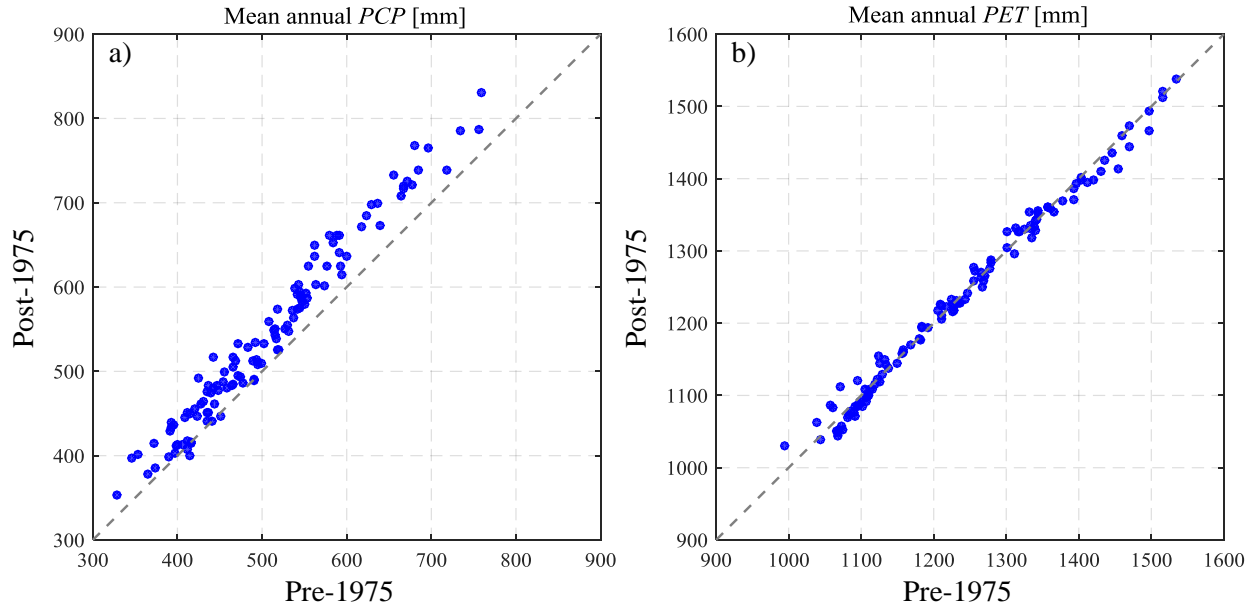 Mean annual PCP [mm]
a)
900
800
700
600
500
400
300
Post-1975
300 400 500 600 700 800 900
Pre-1975
Mean annual PET [mm]
b)
1600
1500
1400
1300
1200
1100
1000
900
Post-1975
900 1000 1100 1200 1300 1400 1500 1600
Pre-1975